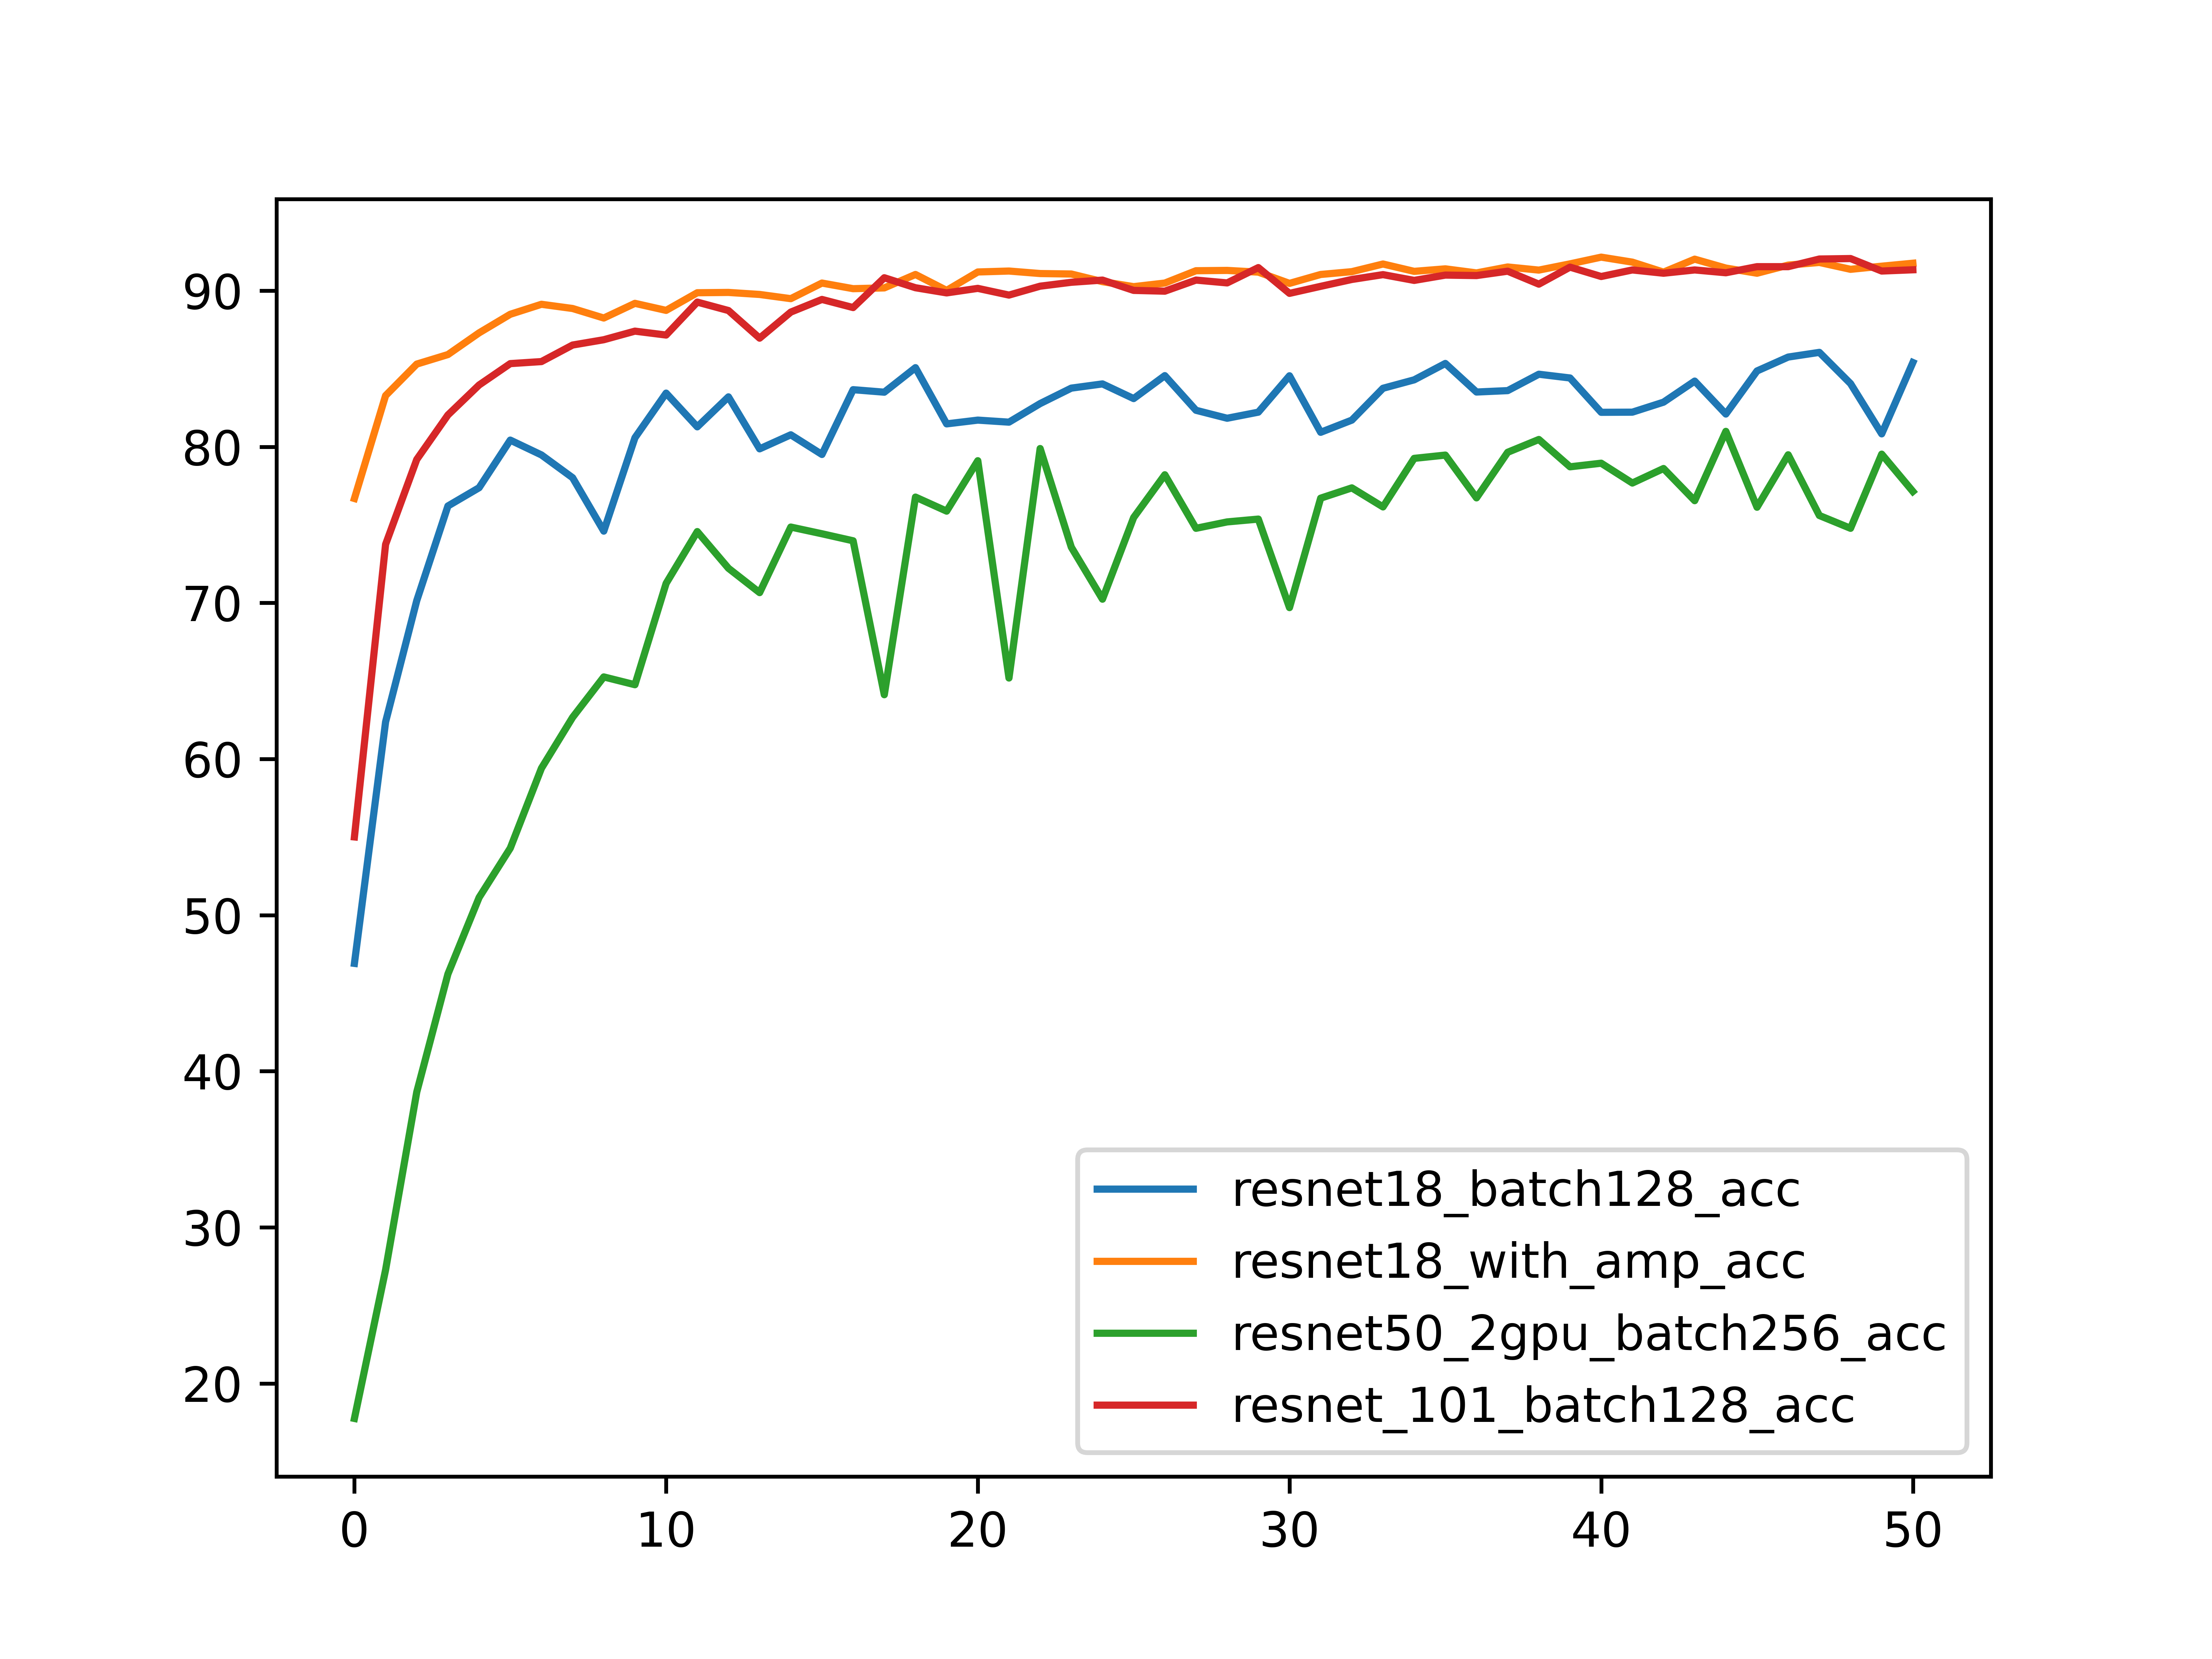 90
80
70
60
50
40
30
20
resnet18_batch128_acc
resnet18_with_amp_acc
resnet50_2gpu_batch256_acc
resnet_101_batch128_acc
0 10 20 30 40 50